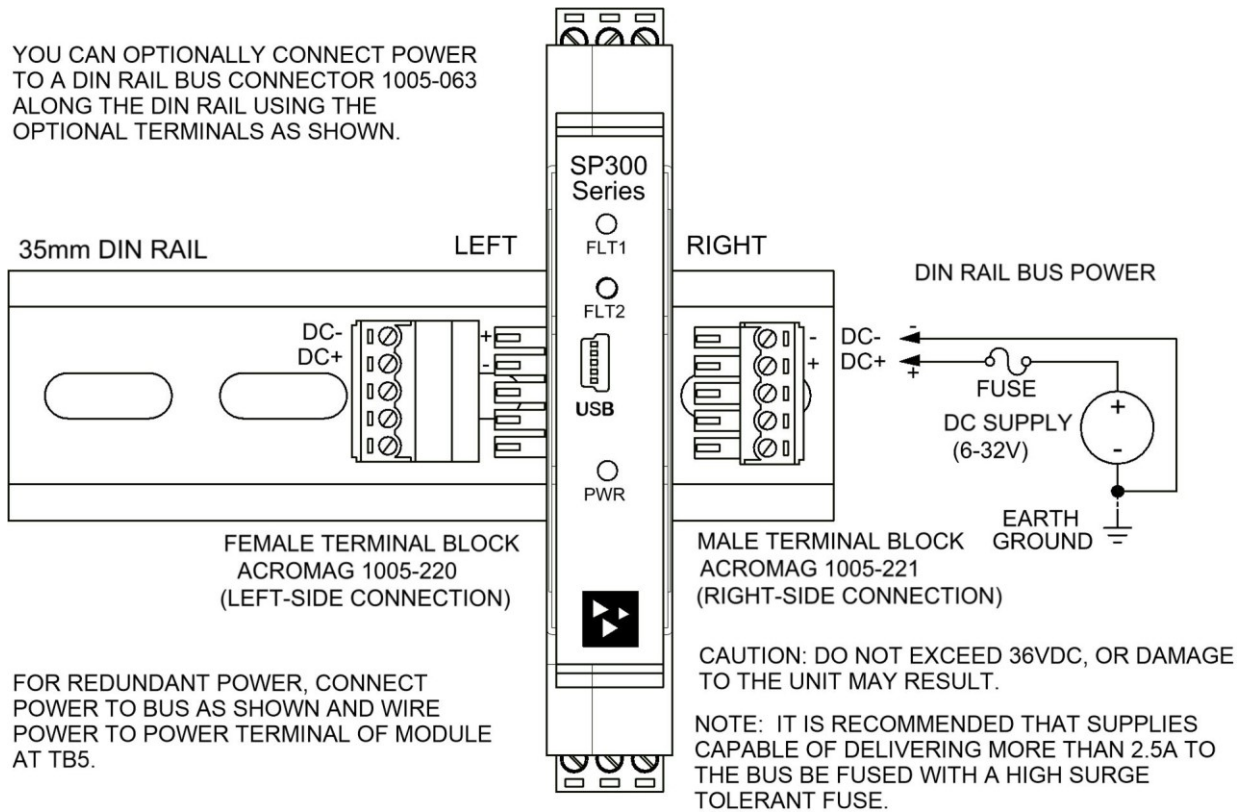 YOU CAN OPTIONALLY CONNECT POWER
TO A DIN RAIL BUS CONNECTOR 1005-063
ALONG THE DIN RAIL USING THE
OPTIONAL TERMINALS AS SHOWN.
SP300
Series
FLT1
FLT2
USB
PWR
35mm DIN RAIL
LEFT
RIGHT
DIN RAIL BUS POWER
DC-
DC+
+
-
-
+
DC-
DC+
-
+
FUSE
DC SUPPLY
(6-32V)
+
-
EARTH
GROUND
FEMALE TERMINAL BLOCK
ACROMAG 1005-220
(LEFT-SIDE CONNECTION)
MALE TERMINAL BLOCK
ACROMAG 1005-221
(RIGHT-SIDE CONNECTION)
FOR REDUNDANT POWER, CONNECT
POWER TO BUS AS SHOWN AND WIRE
POWER TO POWER TERMINAL OF MODULE
AT TB5.
CAUTION: DO NOT EXCEED 36VDC, OR DAMAGE
TO THE UNIT MAY RESULT.
NOTE: IT IS RECOMMENDED THAT SUPPLIES
CAPABLE OF DELIVERING MORE THAN 2.5A TO
THE BUS BE FUSED WITH A HIGH SURGE
TOLERANT FUSE.